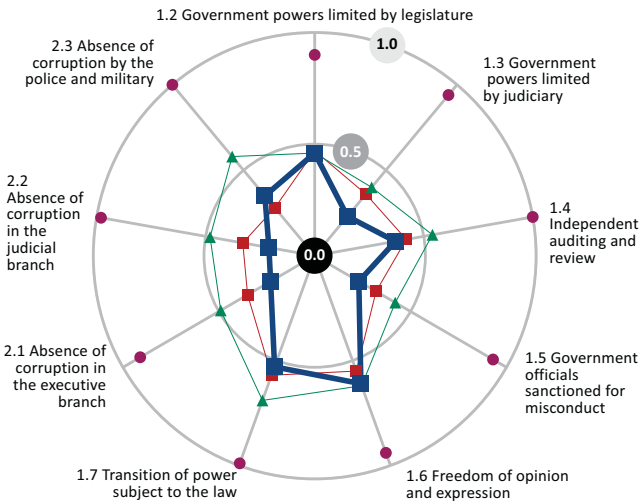 1.2 Government powers limited by legislature
2.3 Absence of
corruption by the
police and military
1.0
1.3 Government
powers limited
by judiciary
0.5
2.2
Absence of
corruption
in the
judicial
branch
1.4
Independent
auditing and
review
0.0
2.1 Absence of
corruption in
the executive
branch
1.5 Government
officials
sanctioned for
misconduct
1.7 Transition of power
subject to the law
1.6 Freedom of opinion
and expression